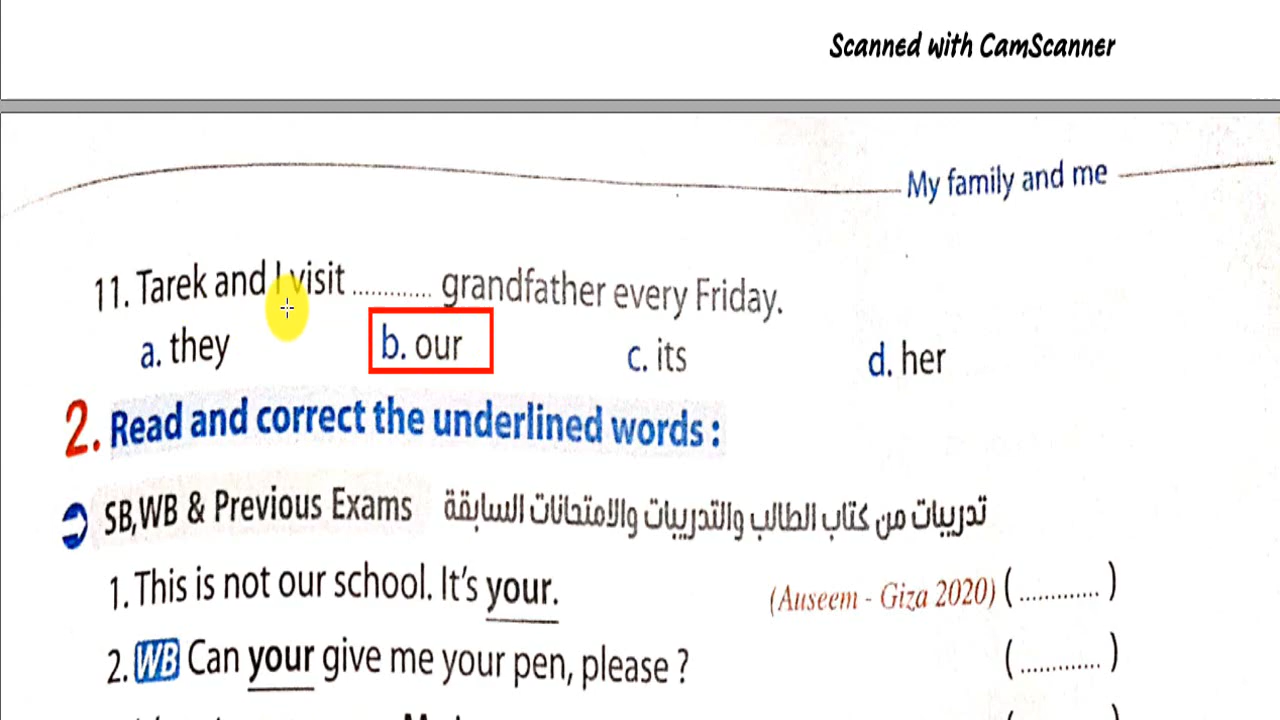 Scanned with CamScanner
My family and me
11. Tarek and I visit ............ grandfather every Friday.
a. they b. our c. its d. her
2. Read and correct the underlined words :
SB,WB & Previous Exams تدريبات من كتاب الطالب والتدريبات والامتحانات السابقة
1. This is not our school. It's your. (Auseem - Giza 2020) (............)
2. WB Can your give me your pen, please ? (............)